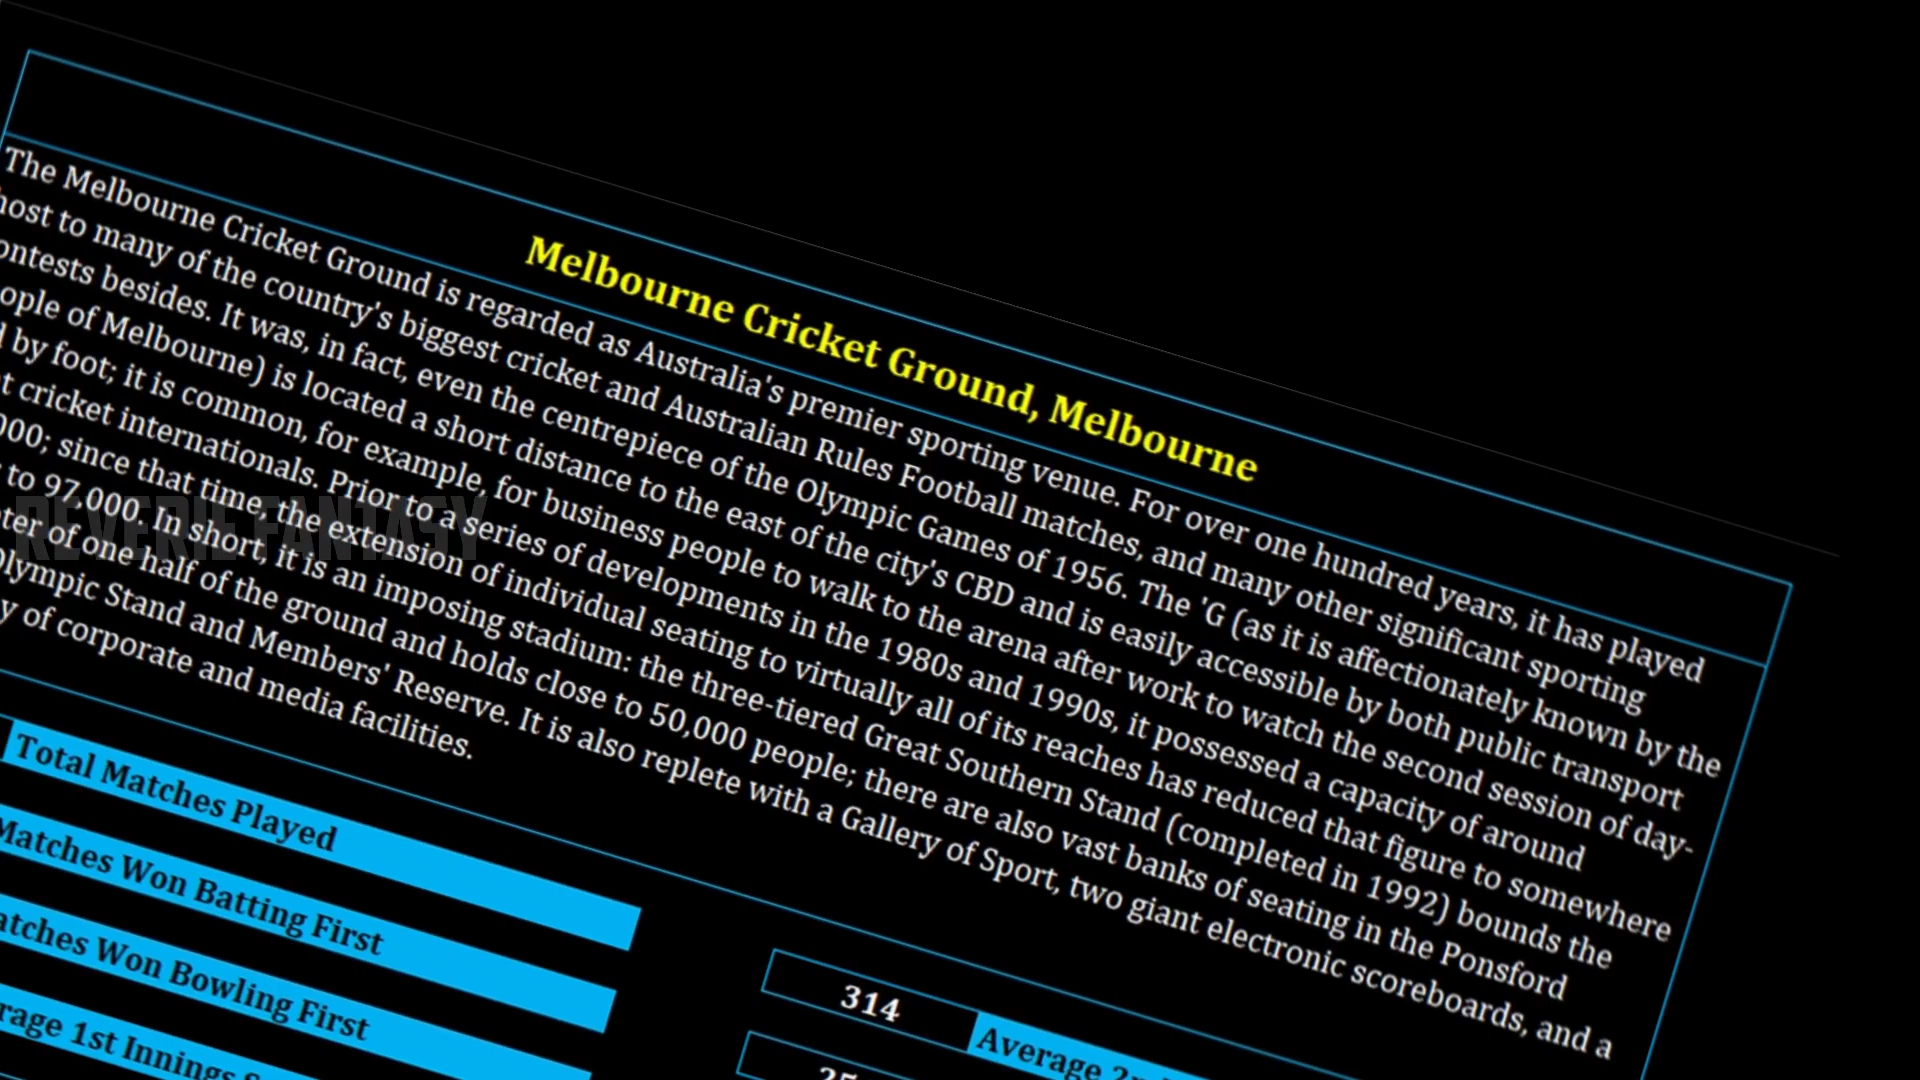 Melbourne Cricket Ground, Melbourne
The Melbourne Cricket Ground is regarded as Australia's premier sporting venue. For over one hundred years, it has played
host to many of the country's biggest cricket and Australian Rules Football matches, and many other significant sporting
ontests besides. It was, in fact, even the centrepiece of the Olympic Games of 1956. The 'G (as it is affectionately known by the
ople of Melbourne) is located a short distance to the east of the city's CBD and is easily accessible by both public transport
by foot; it is common, for example, for business people to walk to the arena after work to watch the second session of day-
t cricket internationals. Prior to a series of developments in the 1980s and 1990s, it possessed a capacity of around
000; since that time, the extension of individual seating to virtually all of its reaches has reduced that figure to somewhere
to 97,000. In short, it is an imposing stadium: the three-tiered Great Southern Stand (completed in 1992) bounds the
ter of one half of the ground and holds close to 50,000 people; there are also vast banks of seating in the Ponsford
Olympic Stand and Members' Reserve. It is also replete with a Gallery of Sport, two giant electronic scoreboards, and a
y of corporate and media facilities.
REVERIE FANTASY
Total Matches Played
314
Matches Won Batting First
atches Won Bowling First
rage 1st Innings
Average